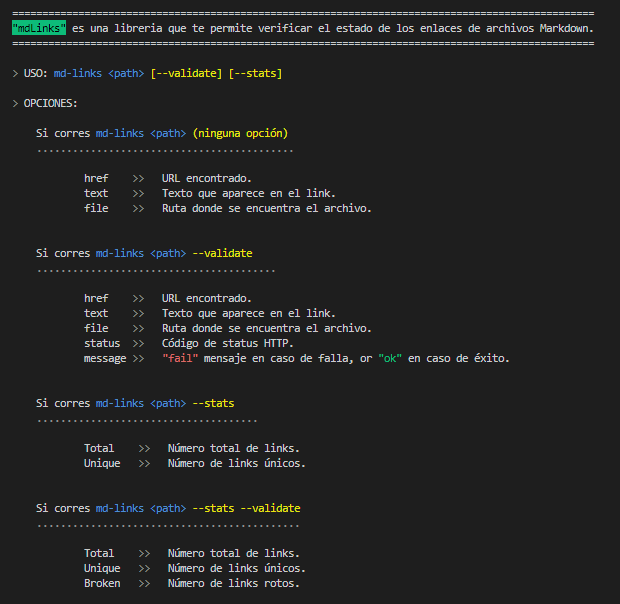 =================================================================================================
"mdLinks" es una libreria que te permite verificar el estado de los enlaces de archivos Markdown.
=================================================================================================
> USO: md-links <path> [--validate] [--stats]
> OPCIONES:
Si corres md-links <path> (ninguna opción)
...........................................
href >> URL encontrado.
text >> Texto que aparece en el link.
file >> Ruta donde se encuentra el archivo.
Si corres md-links <path> --validate
........................................
href >> URL encontrado.
text >> Texto que aparece en el link.
file >> Ruta donde se encuentra el archivo.
status >> Código de status HTTP.
message >> "fail" mensaje en caso de falla, or "ok" en caso de éxito.
Si corres md-links <path> --stats
.....................................
Total >> Número total de links.
Unique >> Número de links únicos.
Si corres md-links <path> --stats --validate
............................................
Total >> Número total de links.
Unique >> Número de links únicos.
Broken >> Número de links rotos.